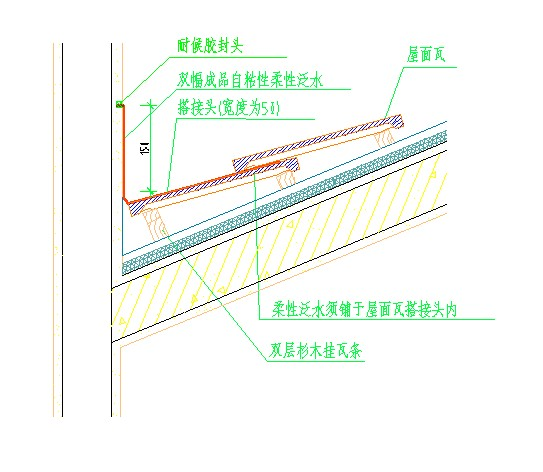 耐候胶封头
双幅成品自粘性柔性泛水
搭接头(宽度为50)
屋面瓦
150
柔性泛水须铺于屋面瓦搭接头内
双层杉木挂瓦条